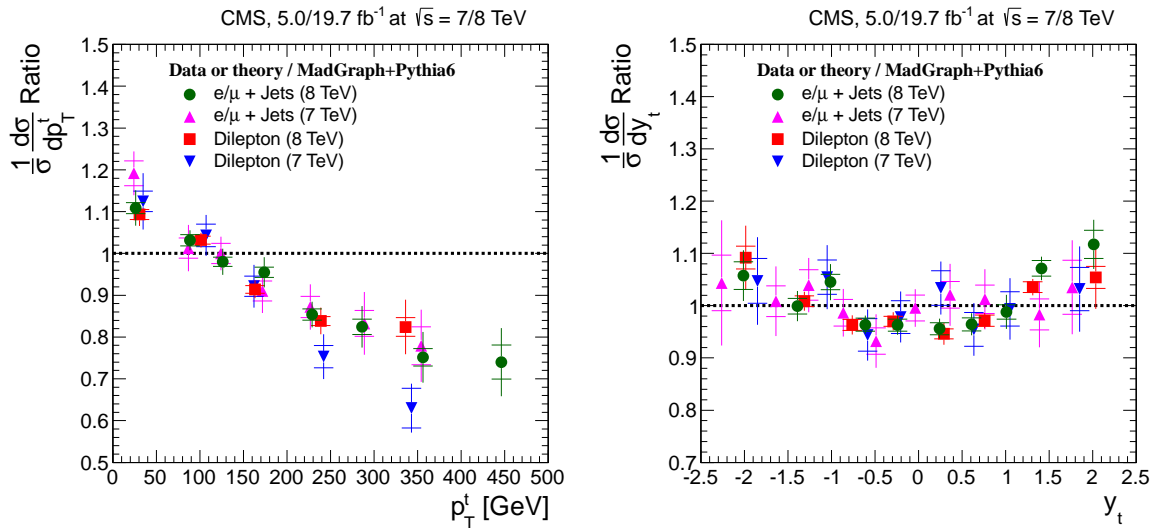 CMS, 5.0/19.7 fb⁻¹ at √s = 7/8 TeV
1/σ dσ/dp_T^t Ratio
1.5
1.4
1.3
1.2
1.1
1
0.9
0.8
0.7
0.6
0.5
Data or theory / MadGraph+Pythia6
e/μ + Jets (8 TeV)
e/μ + Jets (7 TeV)
Dilepton (8 TeV)
Dilepton (7 TeV)
0 50 100 150 200 250 300 350 400 450 500
p_T^t [GeV]
CMS, 5.0/19.7 fb⁻¹ at √s = 7/8 TeV
1/σ dσ/dy_t Ratio
1.5
1.4
1.3
1.2
1.1
1
0.9
0.8
0.7
Data or theory / MadGraph+Pythia6
e/μ + Jets (8 TeV)
e/μ + Jets (7 TeV)
Dilepton (8 TeV)
Dilepton (7 TeV)
-2.5 -2 -1.5 -1 -0.5 0 0.5 1 1.5 2 2.5
y_t